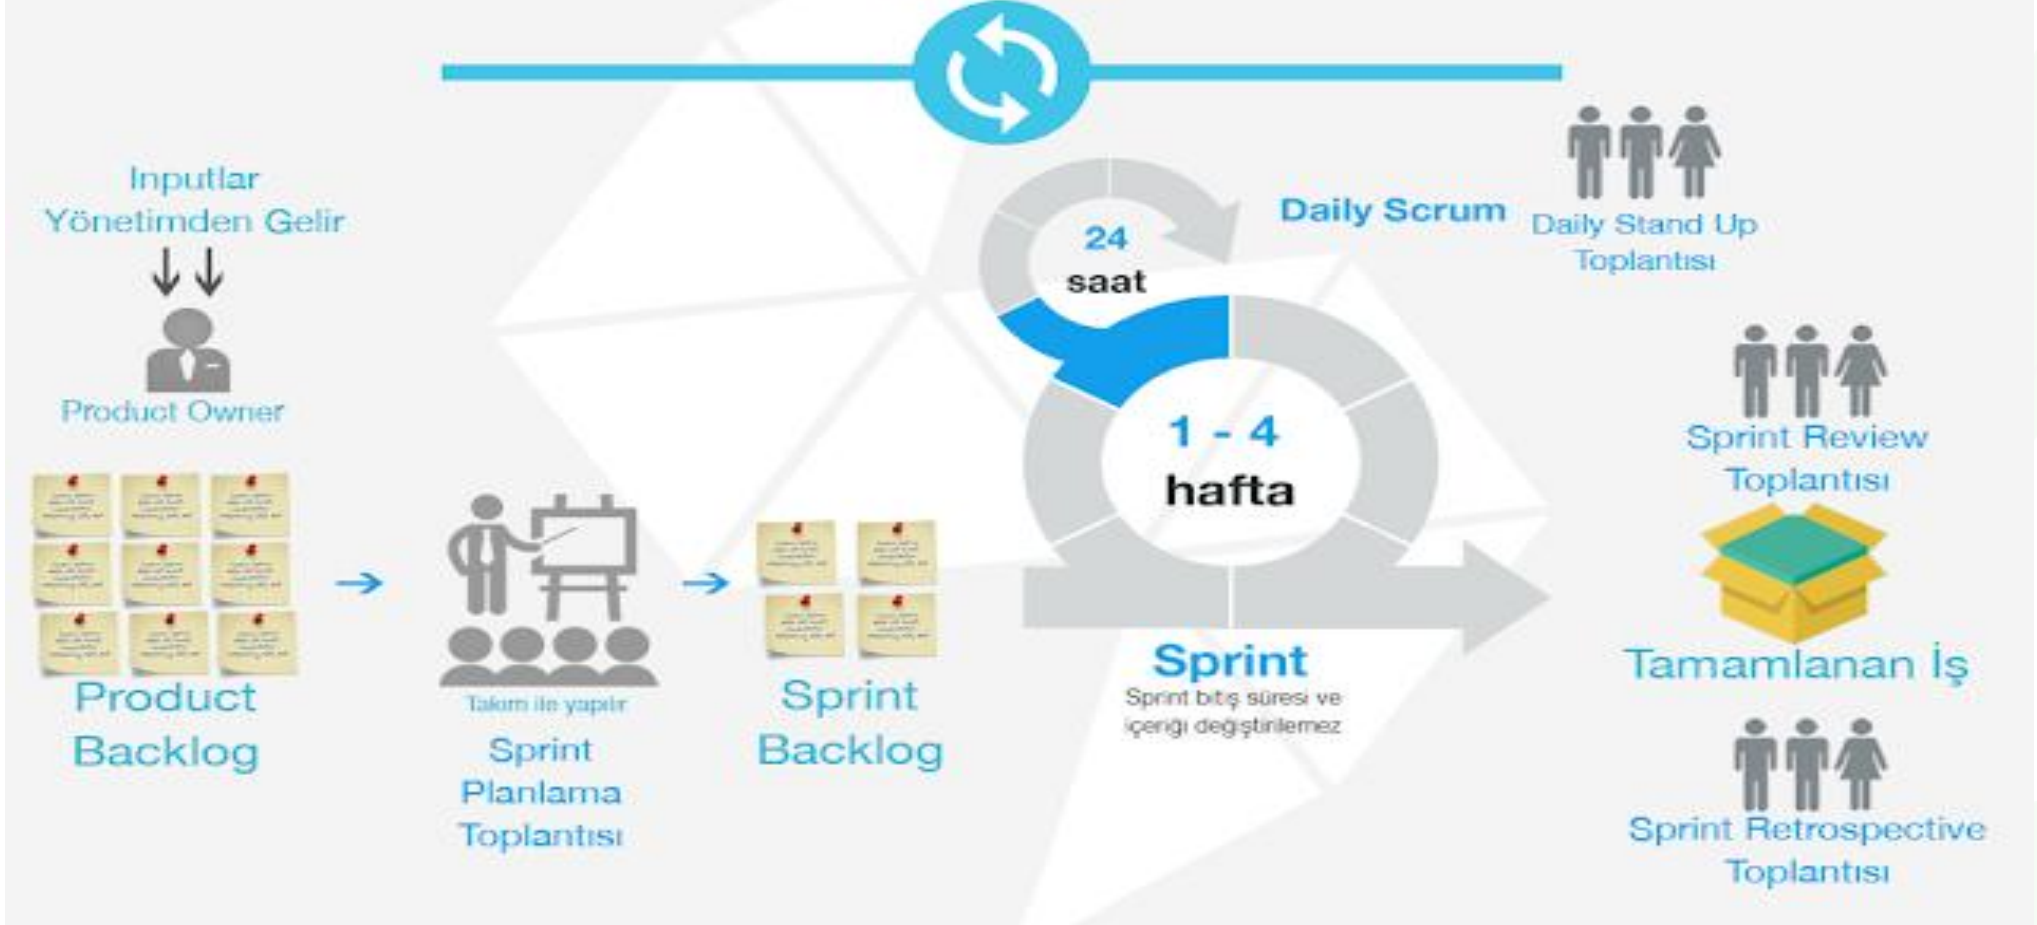 Inputlar
Yönetimden Gelir
Product Owner
Product
Backlog
Takım ile yapılır
Sprint
Planlama
Toplantısı
Sprint
Backlog
24
saat
1 - 4
hafta
Sprint
Sprint bitiş süresi ve
içeriği değiştirilemez
Daily Scrum
Daily Stand Up
Toplantısı
Sprint Review
Toplantısı
Tamamlanan İş
Sprint Retrospective
Toplantısı